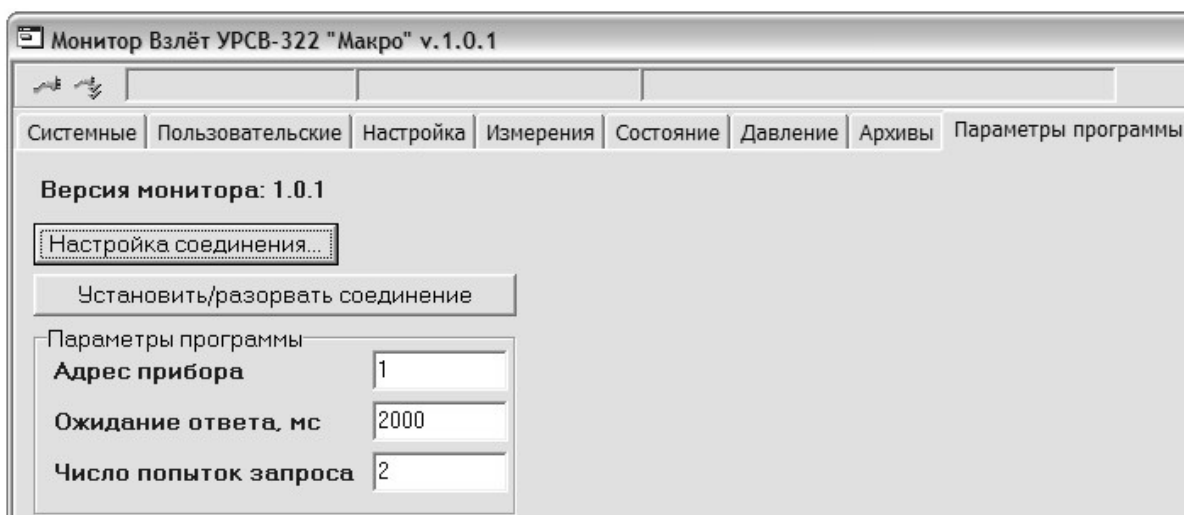 Монитор Взлёт УРСВ-322 "Макро" v.1.0.1
Системные Пользовательские Настройка Измерения Состояние Давление Архивы Параметры программы
Версия монитора: 1.0.1
Настройка соединения...
Установить/разорвать соединение
Параметры программы
Адрес прибора 1
Ожидание ответа, мс 2000
Число попыток запроса 2